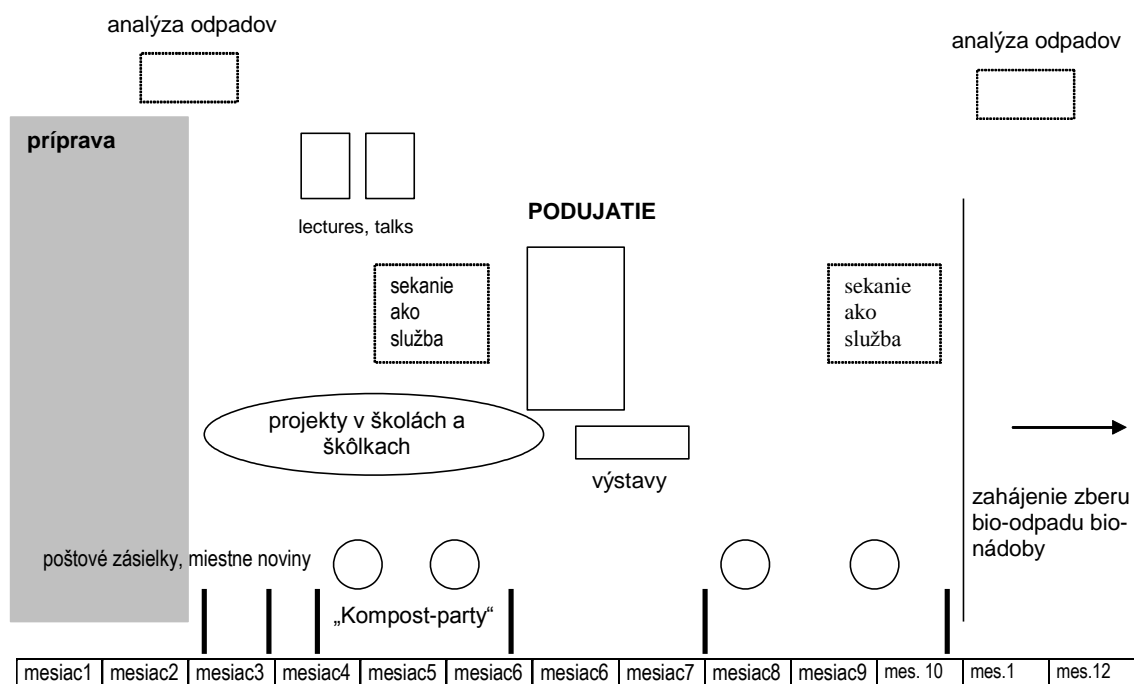 analýza odpadov
analýza odpadov
príprava
lectures, talks
PODUJATIE
sekanie
ako
služba
sekanie
ako
služba
projekty v školách a
škôlkach
výstavy
zahájenie zberu
bio-odpadu bio-
nádoby
poštové zásielky, miestne noviny
„Kompost-party“
mesiac1 mesiac2 mesiac3 mesiac4 mesiac5 mesiac6 mesiac6 mesiac7 mesiac8 mesiac9 mes. 10 mes.1 mes.12